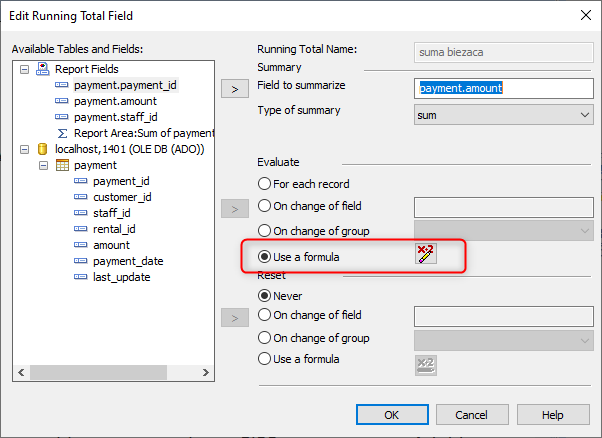 Edit Running Total Field
Available Tables and Fields:
Report Fields
payment.payment_id
payment.amount
payment.staff_id
Σ Report Area:Sum of payment
localhost,1401 (OLE DB (ADO))
payment
payment_id
customer_id
staff_id
rental_id
amount
payment_date
last_update
Running Total Name: suma biezaca
Summary
> Field to summarize payment.amount
Type of summary sum
Evaluate
For each record
> On change of field
On change of group
Use a formula x·2
Reset
Never
> On change of field
On change of group
Use a formula x·2
OK Cancel Help